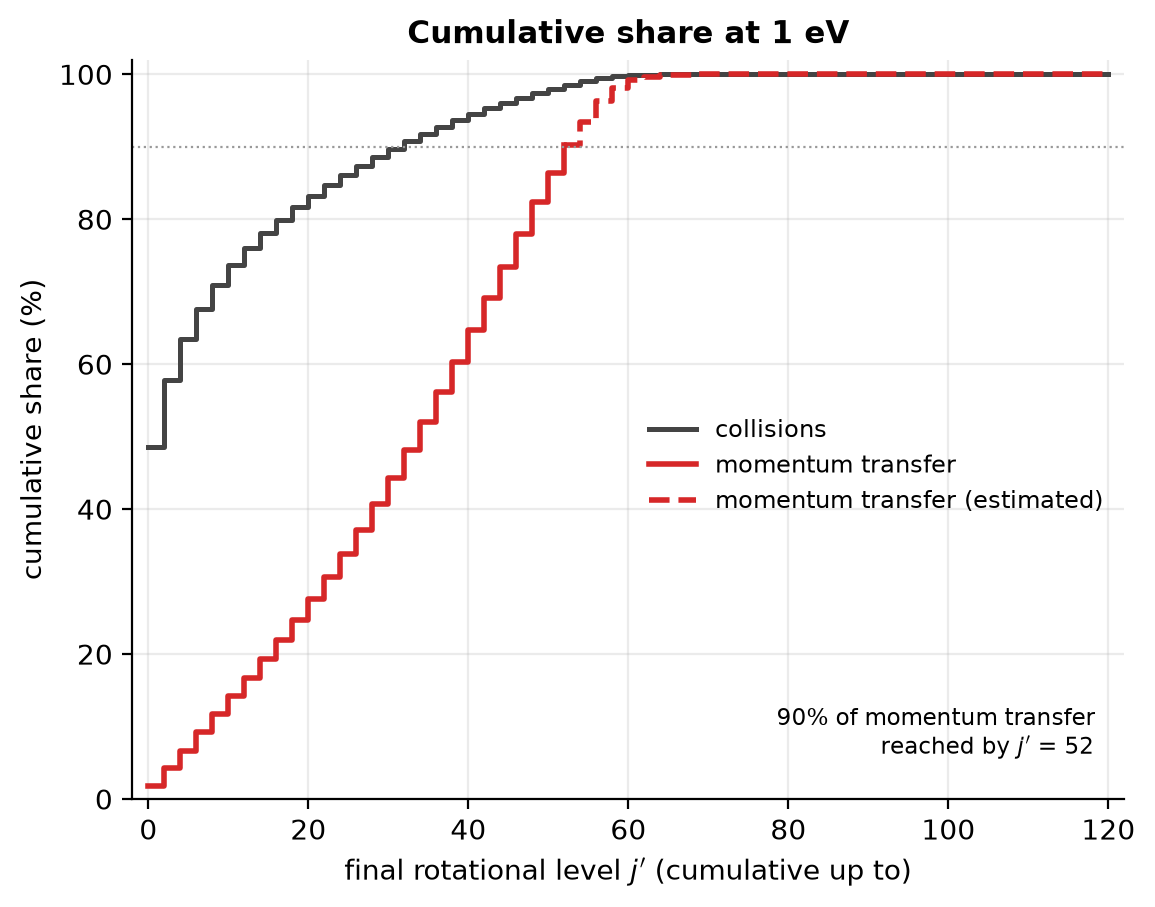 Cumulative share at 1 eV
cumulative share (%)
100
80
60
40
20
0
collisions
momentum transfer
momentum transfer (estimated)
90% of momentum transfer
reached by j′ = 52
0 20 40 60 80 100 120
final rotational level j′ (cumulative up to)